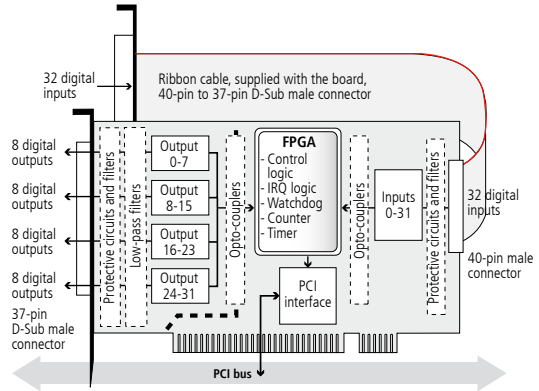 32 digital
inputs
Ribbon cable, supplied with the board,
40-pin to 37-pin D-Sub male connector
8 digital
outputs
8 digital
outputs
8 digital
outputs
8 digital
outputs
37-pin
D-Sub male
connector
Protective circuits and filters
Low-pass filters
Output
0-7
Output
8-15
Output
16-23
Output
24-31
Opto-couplers
FPGA
- Control
logic
- IRQ logic
- Watchdog
- Counter
- Timer
PCI
interface
Opto-couplers
Inputs
0-31
Protective circuits and filters
32 digital
inputs
40-pin male
connector
PCI bus